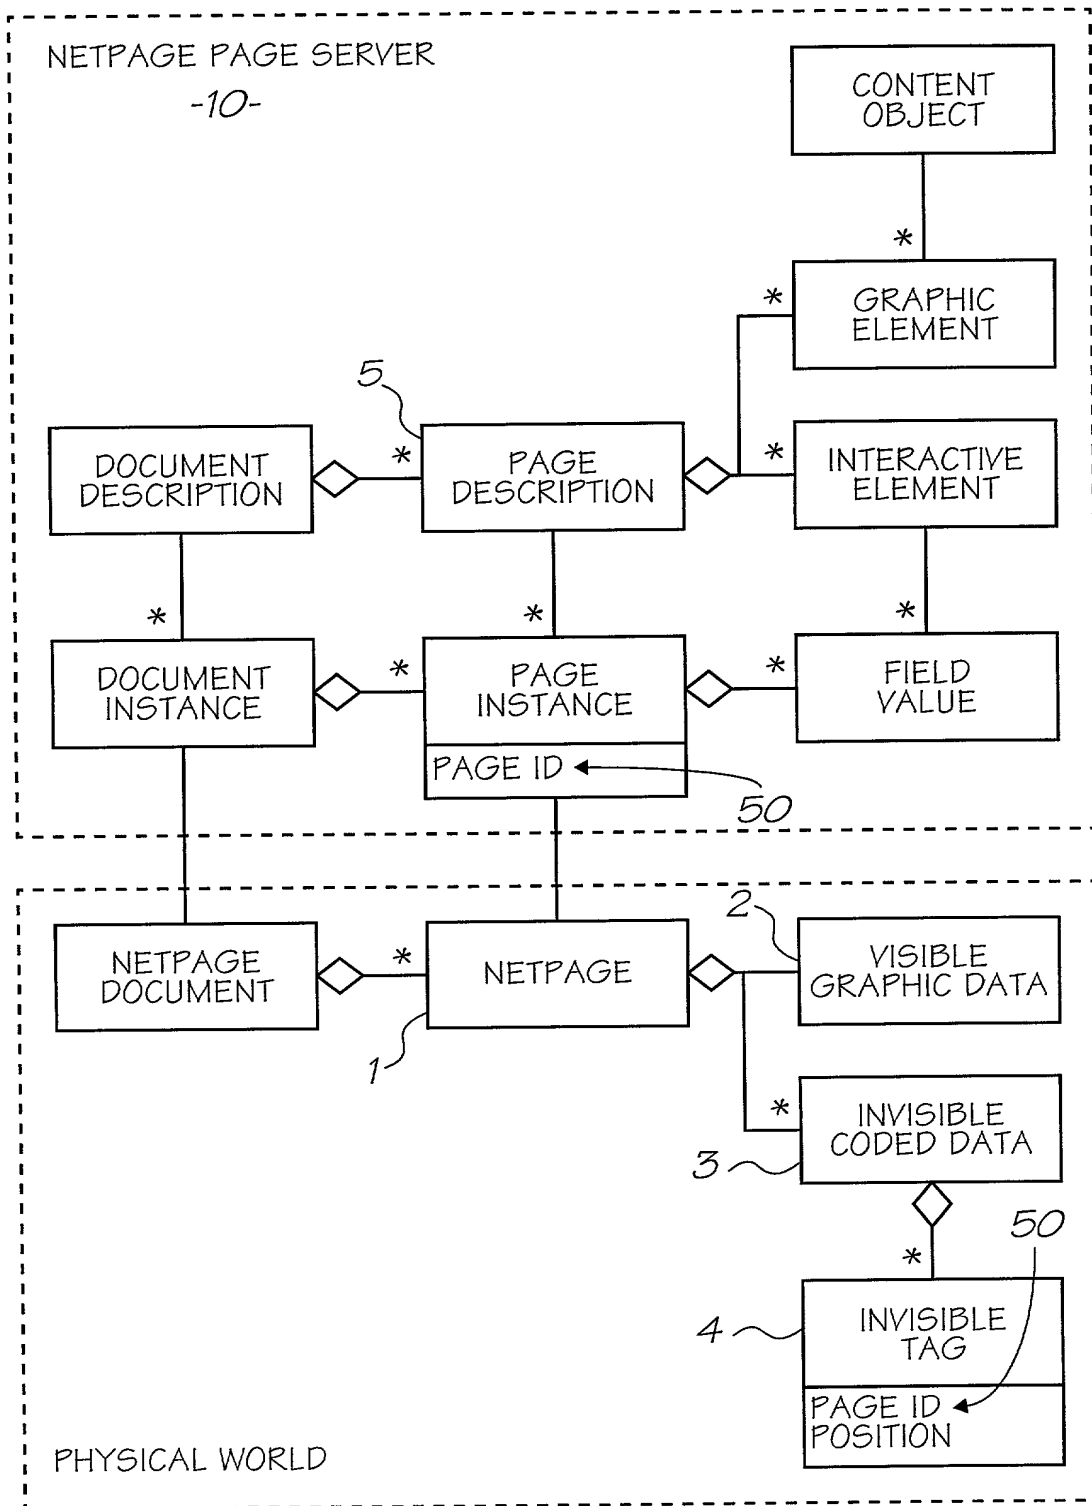 NETPAGE PAGE SERVER
-10-
CONTENT
OBJECT
*
*
GRAPHIC
ELEMENT
5
DOCUMENT
DESCRIPTION
*
PAGE
DESCRIPTION
*
INTERACTIVE
ELEMENT
*
*
*
DOCUMENT
INSTANCE
*
PAGE
INSTANCE
*
FIELD
VALUE
PAGE ID
50
2
NETPAGE
DOCUMENT
*
NETPAGE
VISIBLE
GRAPHIC DATA
1
*
INVISIBLE
CODED DATA
3
50
*
4
INVISIBLE
TAG
PAGE ID
POSITION
PHYSICAL WORLD